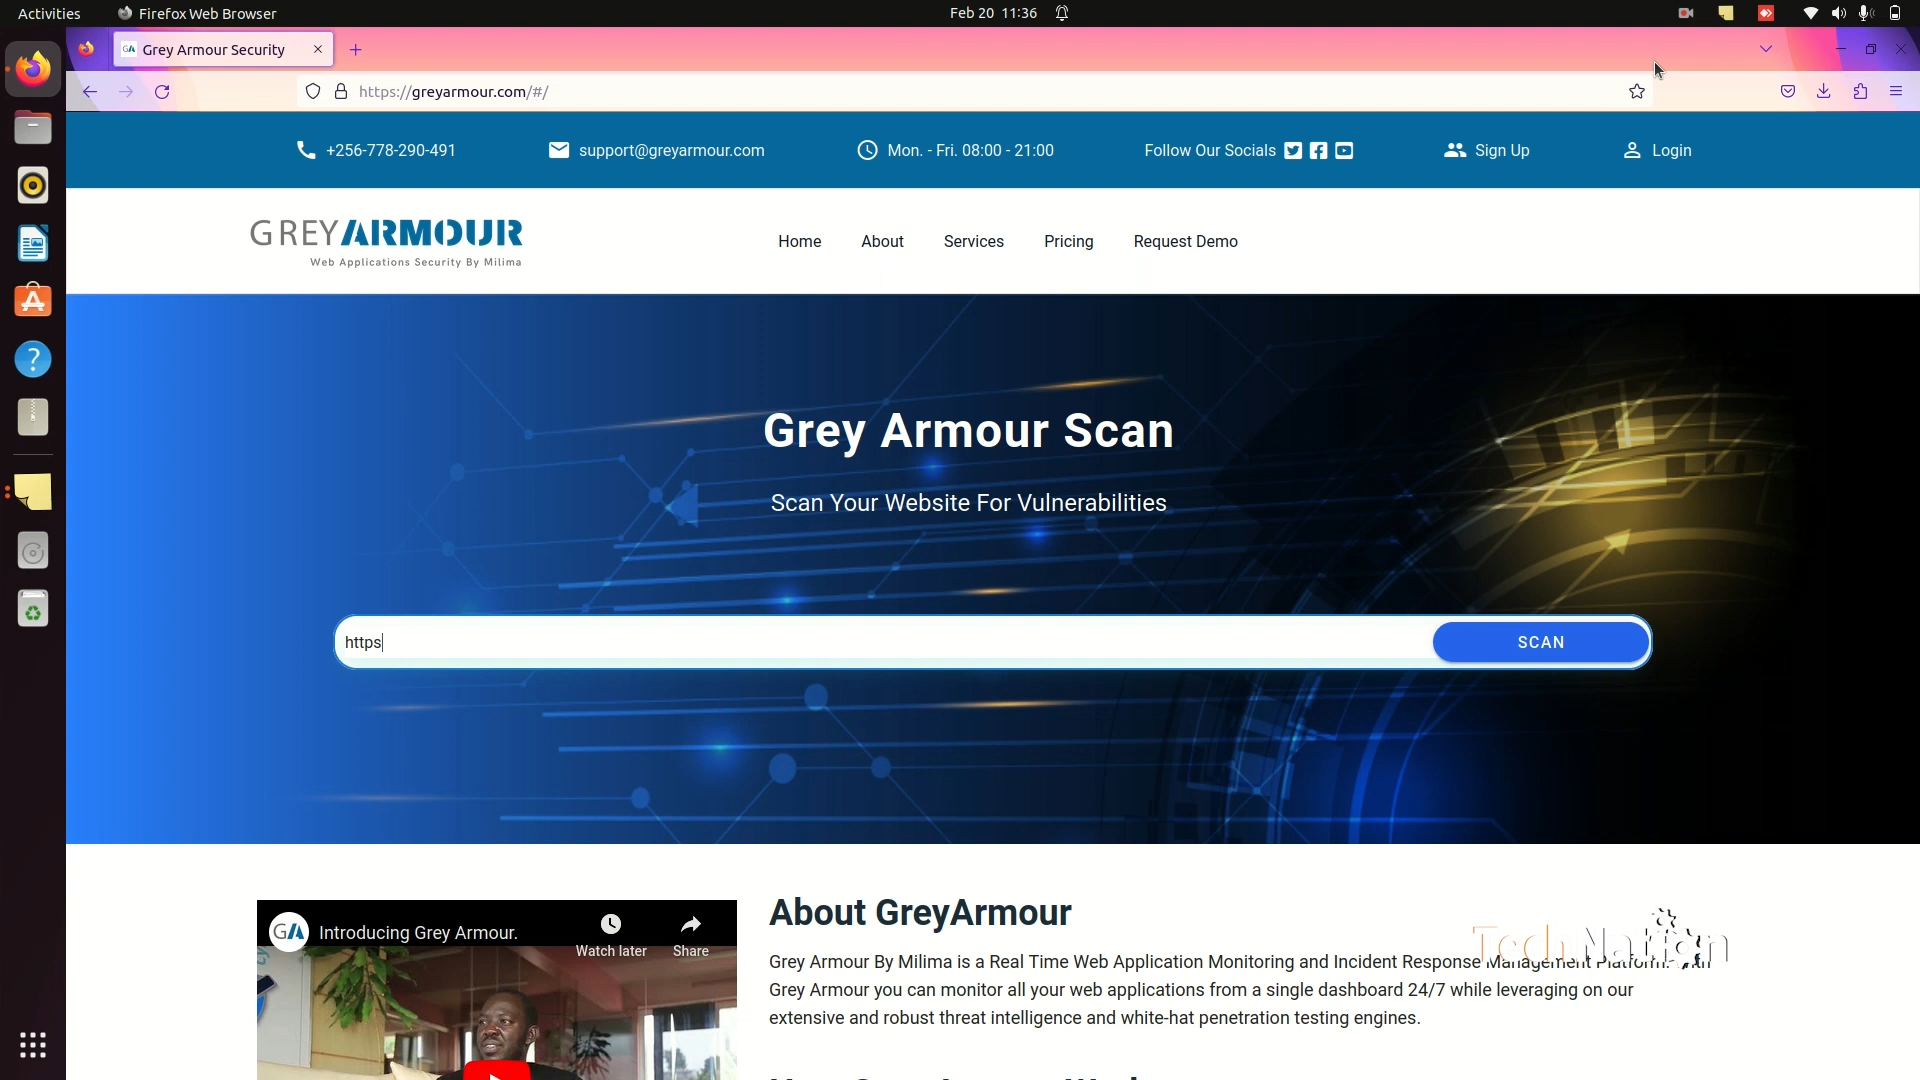 Activities
Firefox Web Browser
Feb 20 11:36
Grey Armour Security
https://greyarmour.com/#/
+256-778-290-491
support@greyarmour.com
Mon. - Fri. 08:00 - 21:00
Follow Our Socials
Sign Up
Login
GREYARMOUR
Web Applications Security By Milima
Home
About
Services
Pricing
Request Demo
Grey Armour Scan
Scan Your Website For Vulnerabilities
https
SCAN
GA
Introducing Grey Armour.
Watch later
Share
About GreyArmour
TechNation
Grey Armour By Milima is a Real Time Web Application Monitoring and Incident Response Management Platform. With
Grey Armour you can monitor all your web applications from a single dashboard 24/7 while leveraging on our
extensive and robust threat intelligence and white-hat penetration testing engines.